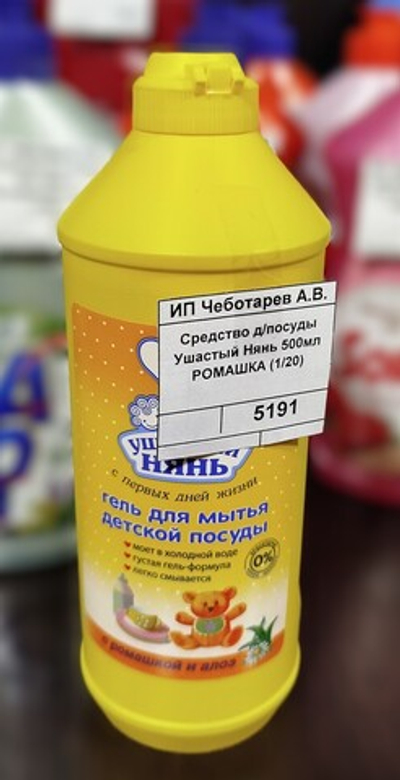 ИП Чеботарев А.В.
Средство д/посуды
Ушастый Нянь 500мл
РОМАШКА (1/20)
5191
НЯНЬ
с первых дней жизни
гель для мытья
детской посуды
моет в холодной воде
густая гель-формула
легко смывается
0%
с ромашкой и алоэ